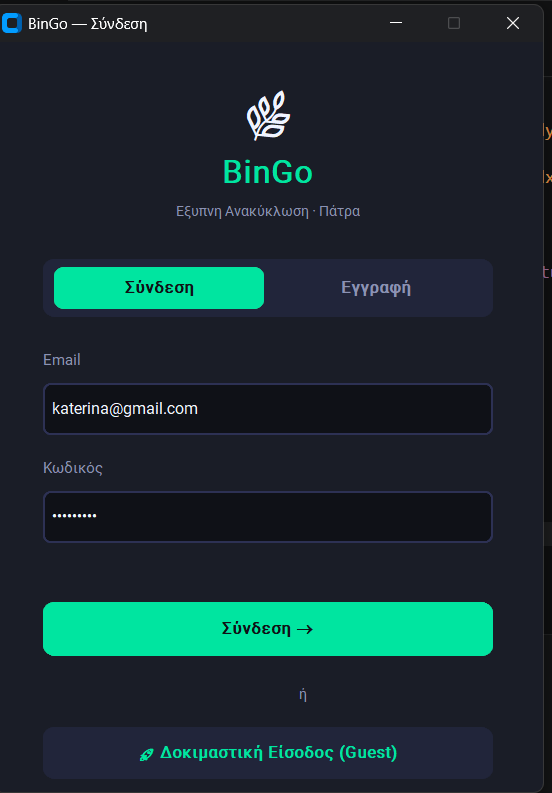 BinGo — Σύνδεση
BinGo
Εξυπνη Ανακύκλωση · Πάτρα
Σύνδεση Εγγραφή
Email
katerina@gmail.com
Κωδικός
•••••••••
Σύνδεση →
ή
🚀 Δοκιμαστική Είσοδος (Guest)